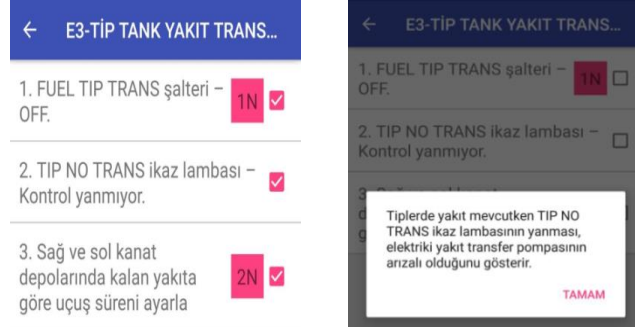 E3-TİP TANK YAKIT TRANS...
1. FUEL TIP TRANS şalteri –
OFF.
1N
2. TIP NO TRANS ikaz lambası –
Kontrol yanmıyor.
3. Sağ ve sol kanat
depolarında kalan yakıta
göre uçuş süreni ayarla
2N
E3-TİP TANK YAKIT TRANS...
1. FUEL TIP TRANS şalteri –
OFF.
1N
2. TIP NO TRANS ikaz lambası –
Kontrol yanmıyor.
3.
Tiplerde yakıt mevcutken TIP NO
TRANS ikaz lambasının yanması,
elektriki yakıt transfer pompasının
arızalı olduğunu gösterir.
TAMAM